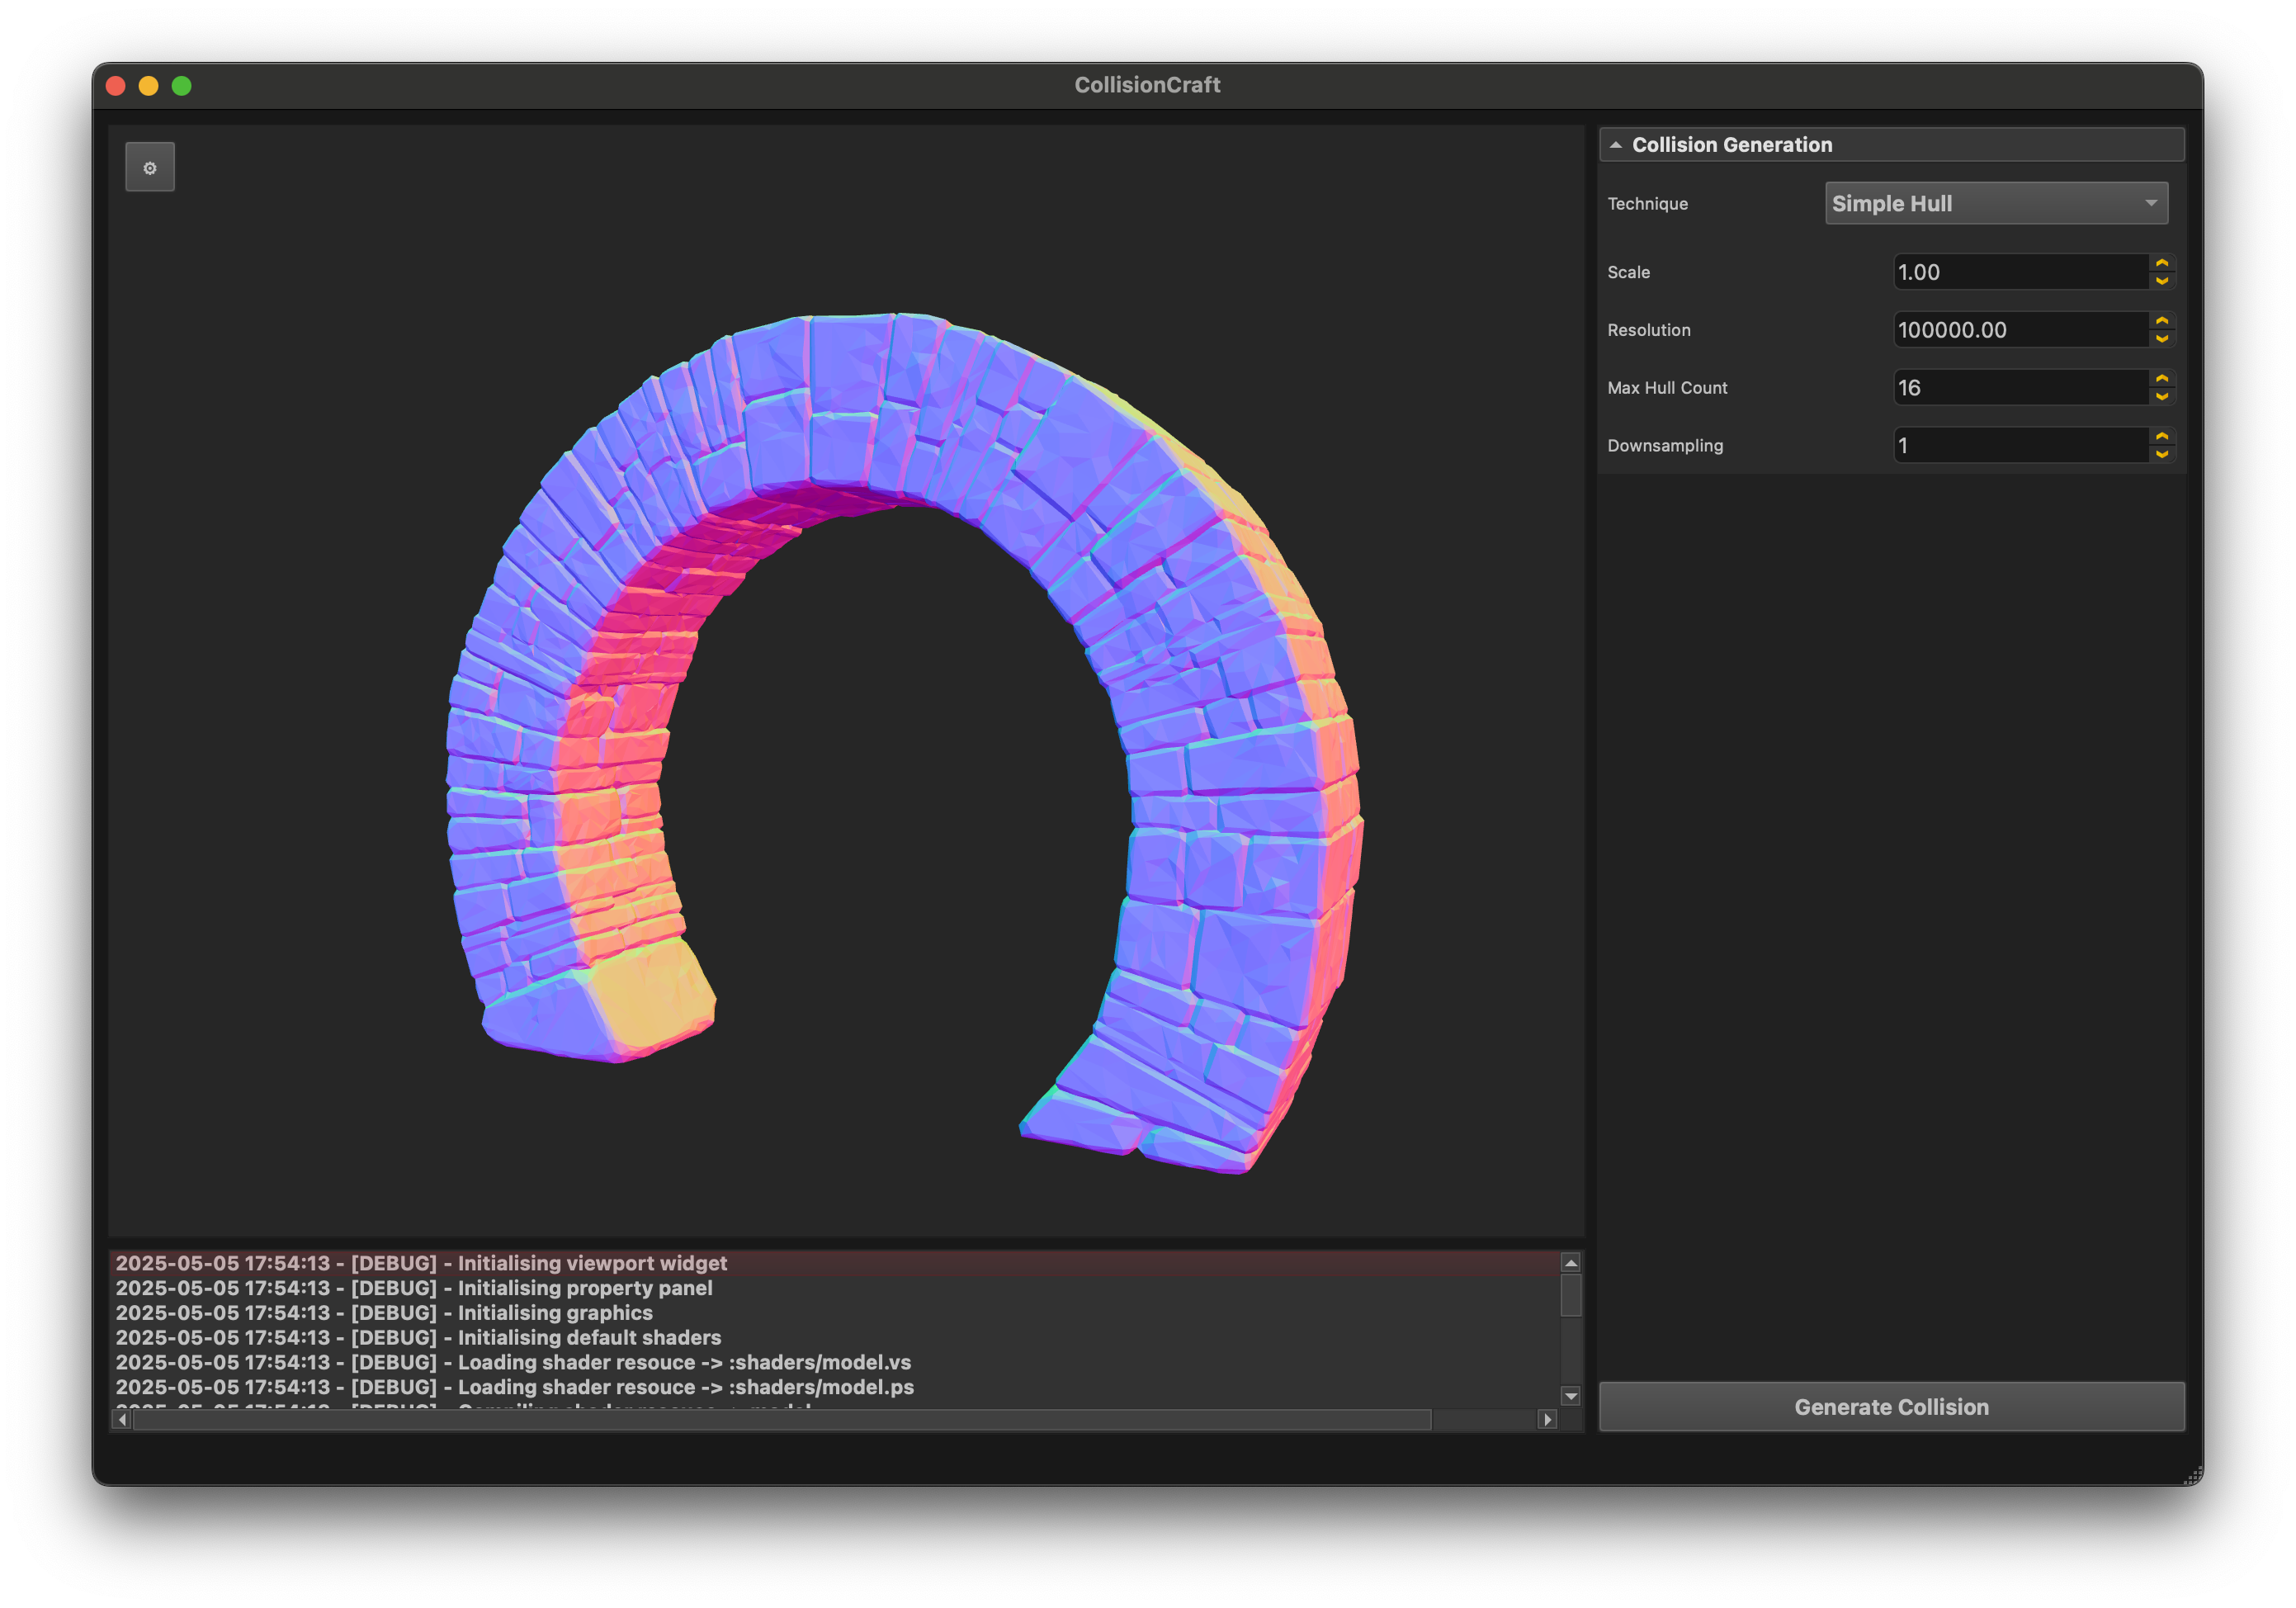 CollisionCraft
Collision Generation
Technique
Simple Hull
Scale
1.00
Resolution
100000.00
Max Hull Count
16
Downsampling
1
2025-05-05 17:54:13 - [DEBUG] - Initialising viewport widget
2025-05-05 17:54:13 - [DEBUG] - Initialising property panel
2025-05-05 17:54:13 - [DEBUG] - Initialising graphics
2025-05-05 17:54:13 - [DEBUG] - Initialising default shaders
2025-05-05 17:54:13 - [DEBUG] - Loading shader resouce -> :shaders/model.vs
2025-05-05 17:54:13 - [DEBUG] - Loading shader resouce -> :shaders/model.ps
Generate Collision